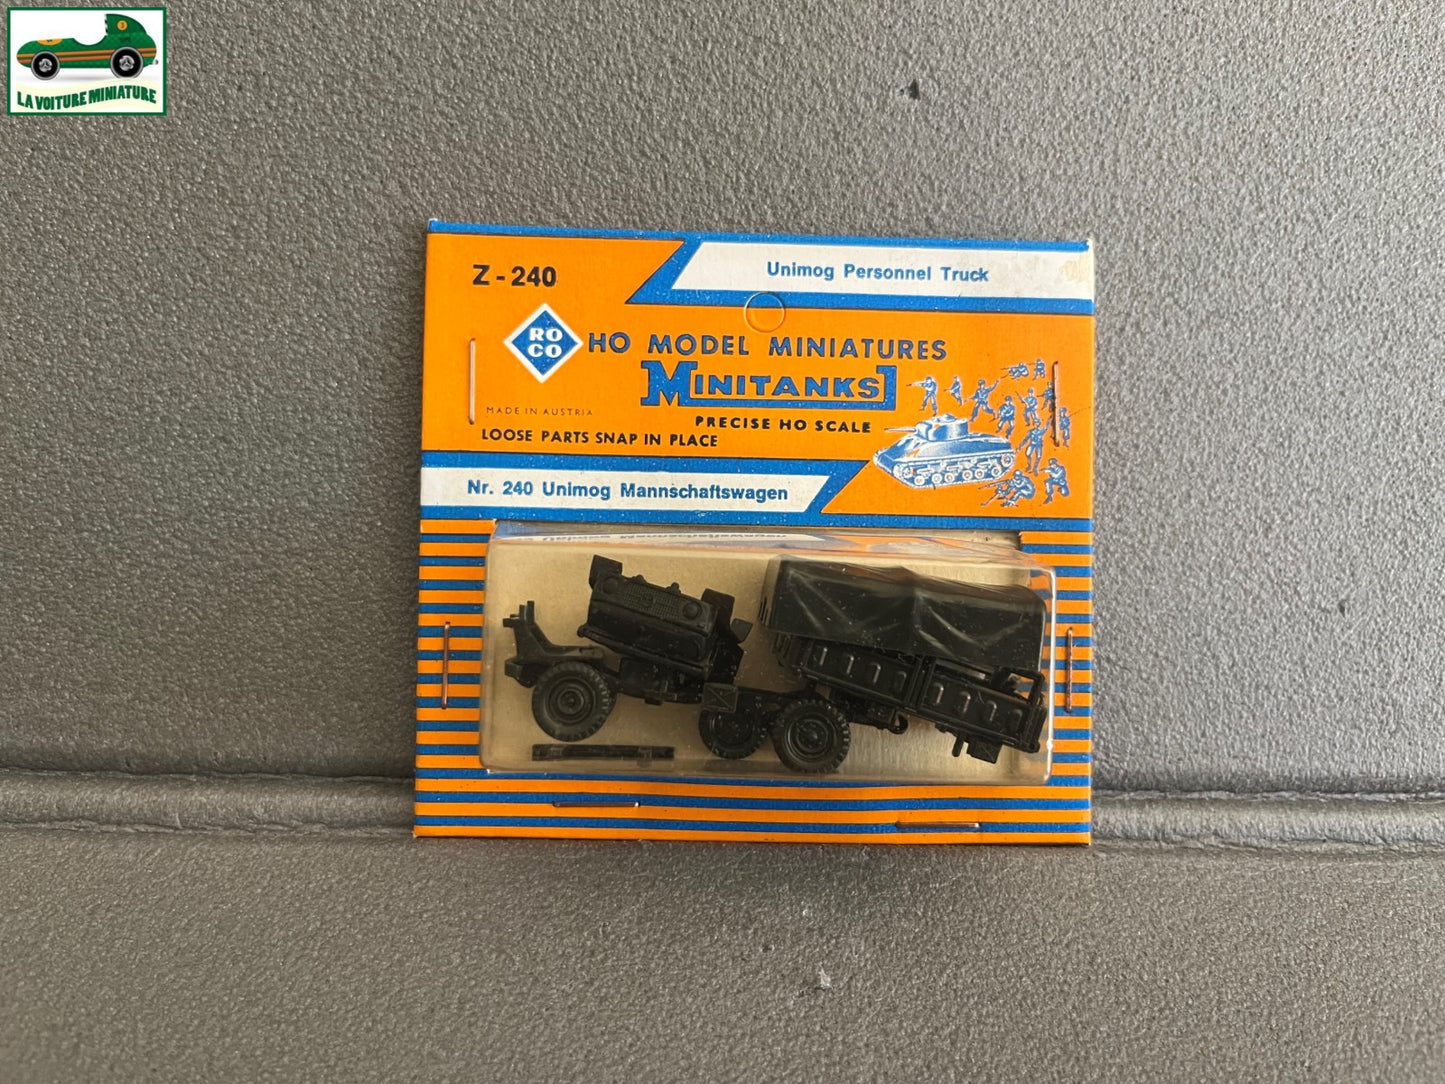 LA VOITURE MINIATURE
Z-240
Unimog Personnel Truck
RO
CO
HO MODEL MINIATURES
MINITANKS
MADE IN AUSTRIA
PRECISE HO SCALE
LOOSE PARTS SNAP IN PLACE
Nr. 240 Unimog Mannschaftswagen